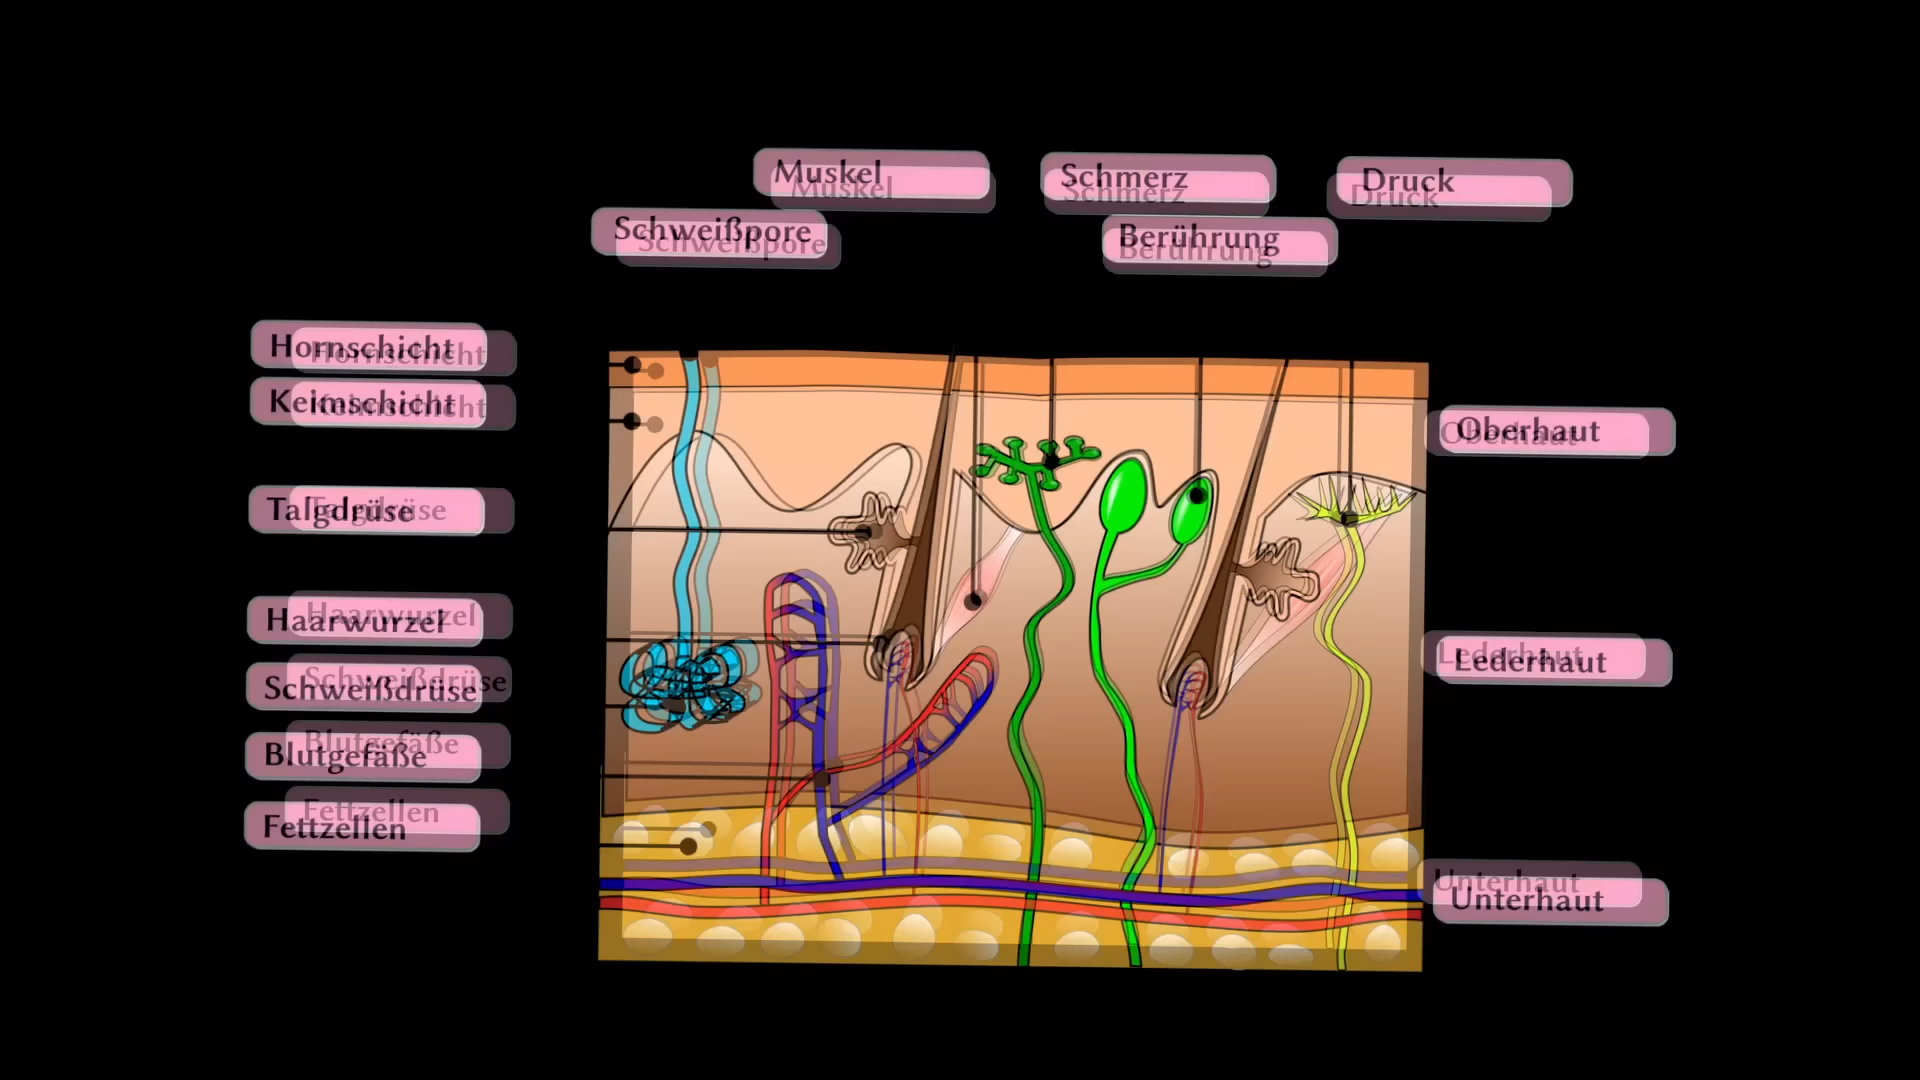 Muskel
Schmerz
Druck
Schweißpore
Berührung
Hornschicht
Keimschicht
Oberhaut
Talgdrüse
Haarwurzel
Lederhaut
Schweißdrüse
Blutgefäße
Fettzellen
Unterhaut